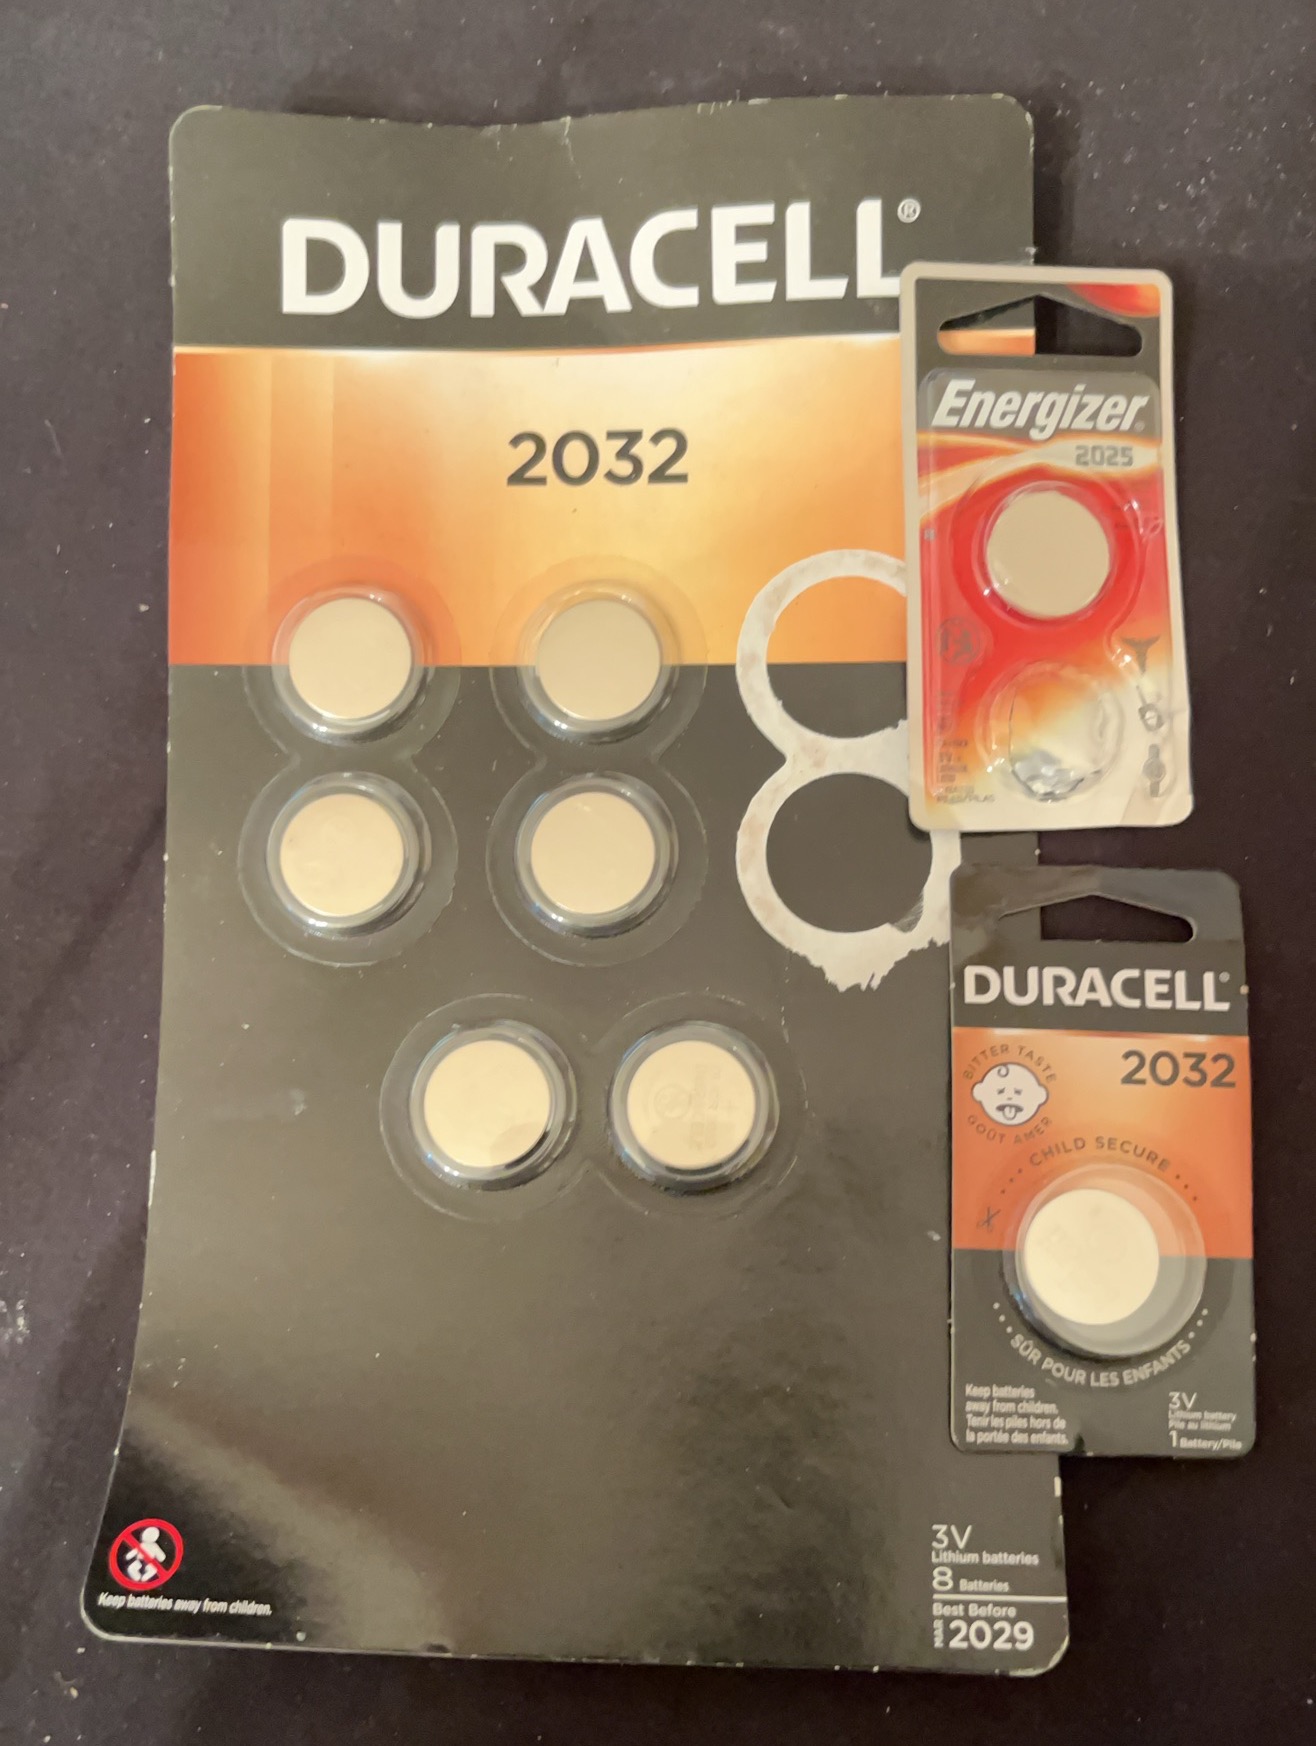 DURACELL®
2032
3V
Lithium batteries
8 Batteries
Best Before
MAR 2029
Keep batteries away from children.
Energizer
2025
DURACELL®
2032
BITTER TASTE
GOÛT AMER
CHILD SECURE
SÛR POUR LES ENFANTS
Keep batteries
away from children.
Tenir les piles hors de
la portée des enfants.
3V
Lithium battery
Pile au lithium
1 Battery/Pile